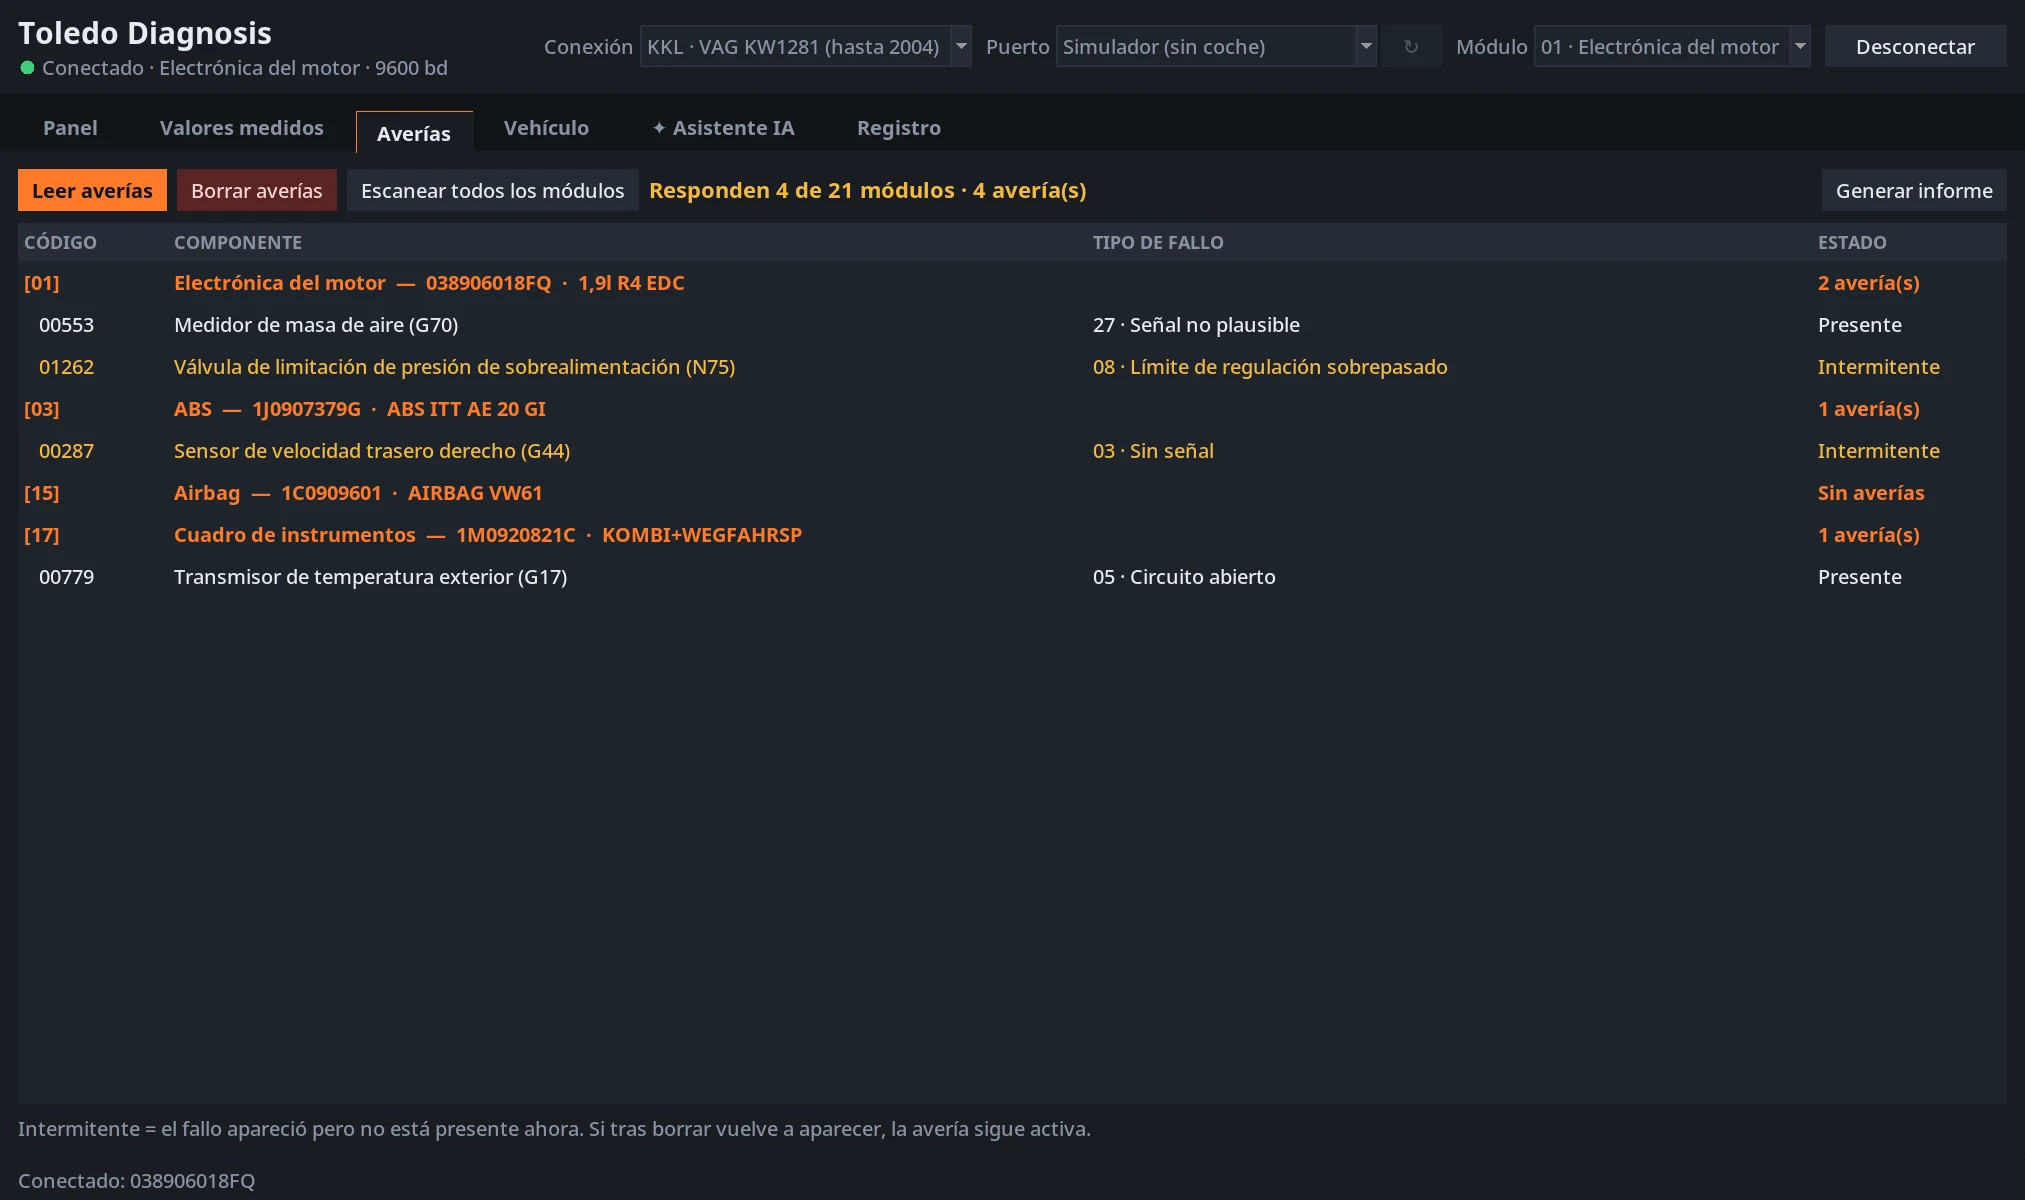 Toledo Diagnosis
Conectado · Electrónica del motor · 9600 bd
Conexión KKL · VAG KW1281 (hasta 2004) Puerto Simulador (sin coche) ↻ Módulo 01 · Electrónica del motor Desconectar
Panel Valores medidos Averías Vehículo ✦ Asistente IA Registro
Leer averías Borrar averías Escanear todos los módulos Responden 4 de 21 módulos · 4 avería(s) Generar informe
CÓDIGO COMPONENTE TIPO DE FALLO ESTADO
[01] Electrónica del motor — 038906018FQ · 1,9l R4 EDC 2 avería(s)
00553 Medidor de masa de aire (G70) 27 · Señal no plausible Presente
01262 Válvula de limitación de presión de sobrealimentación (N75) 08 · Límite de regulación sobrepasado Intermitente
[03] ABS — 1J0907379G · ABS ITT AE 20 GI 1 avería(s)
00287 Sensor de velocidad trasero derecho (G44) 03 · Sin señal Intermitente
[15] Airbag — 1C0909601 · AIRBAG VW61 Sin averías
[17] Cuadro de instrumentos — 1M0920821C · KOMBI+WEGFAHRSP 1 avería(s)
00779 Transmisor de temperatura exterior (G17) 05 · Circuito abierto Presente
Intermitente = el fallo apareció pero no está presente ahora. Si tras borrar vuelve a aparecer, la avería sigue activa.
Conectado: 038906018FQ